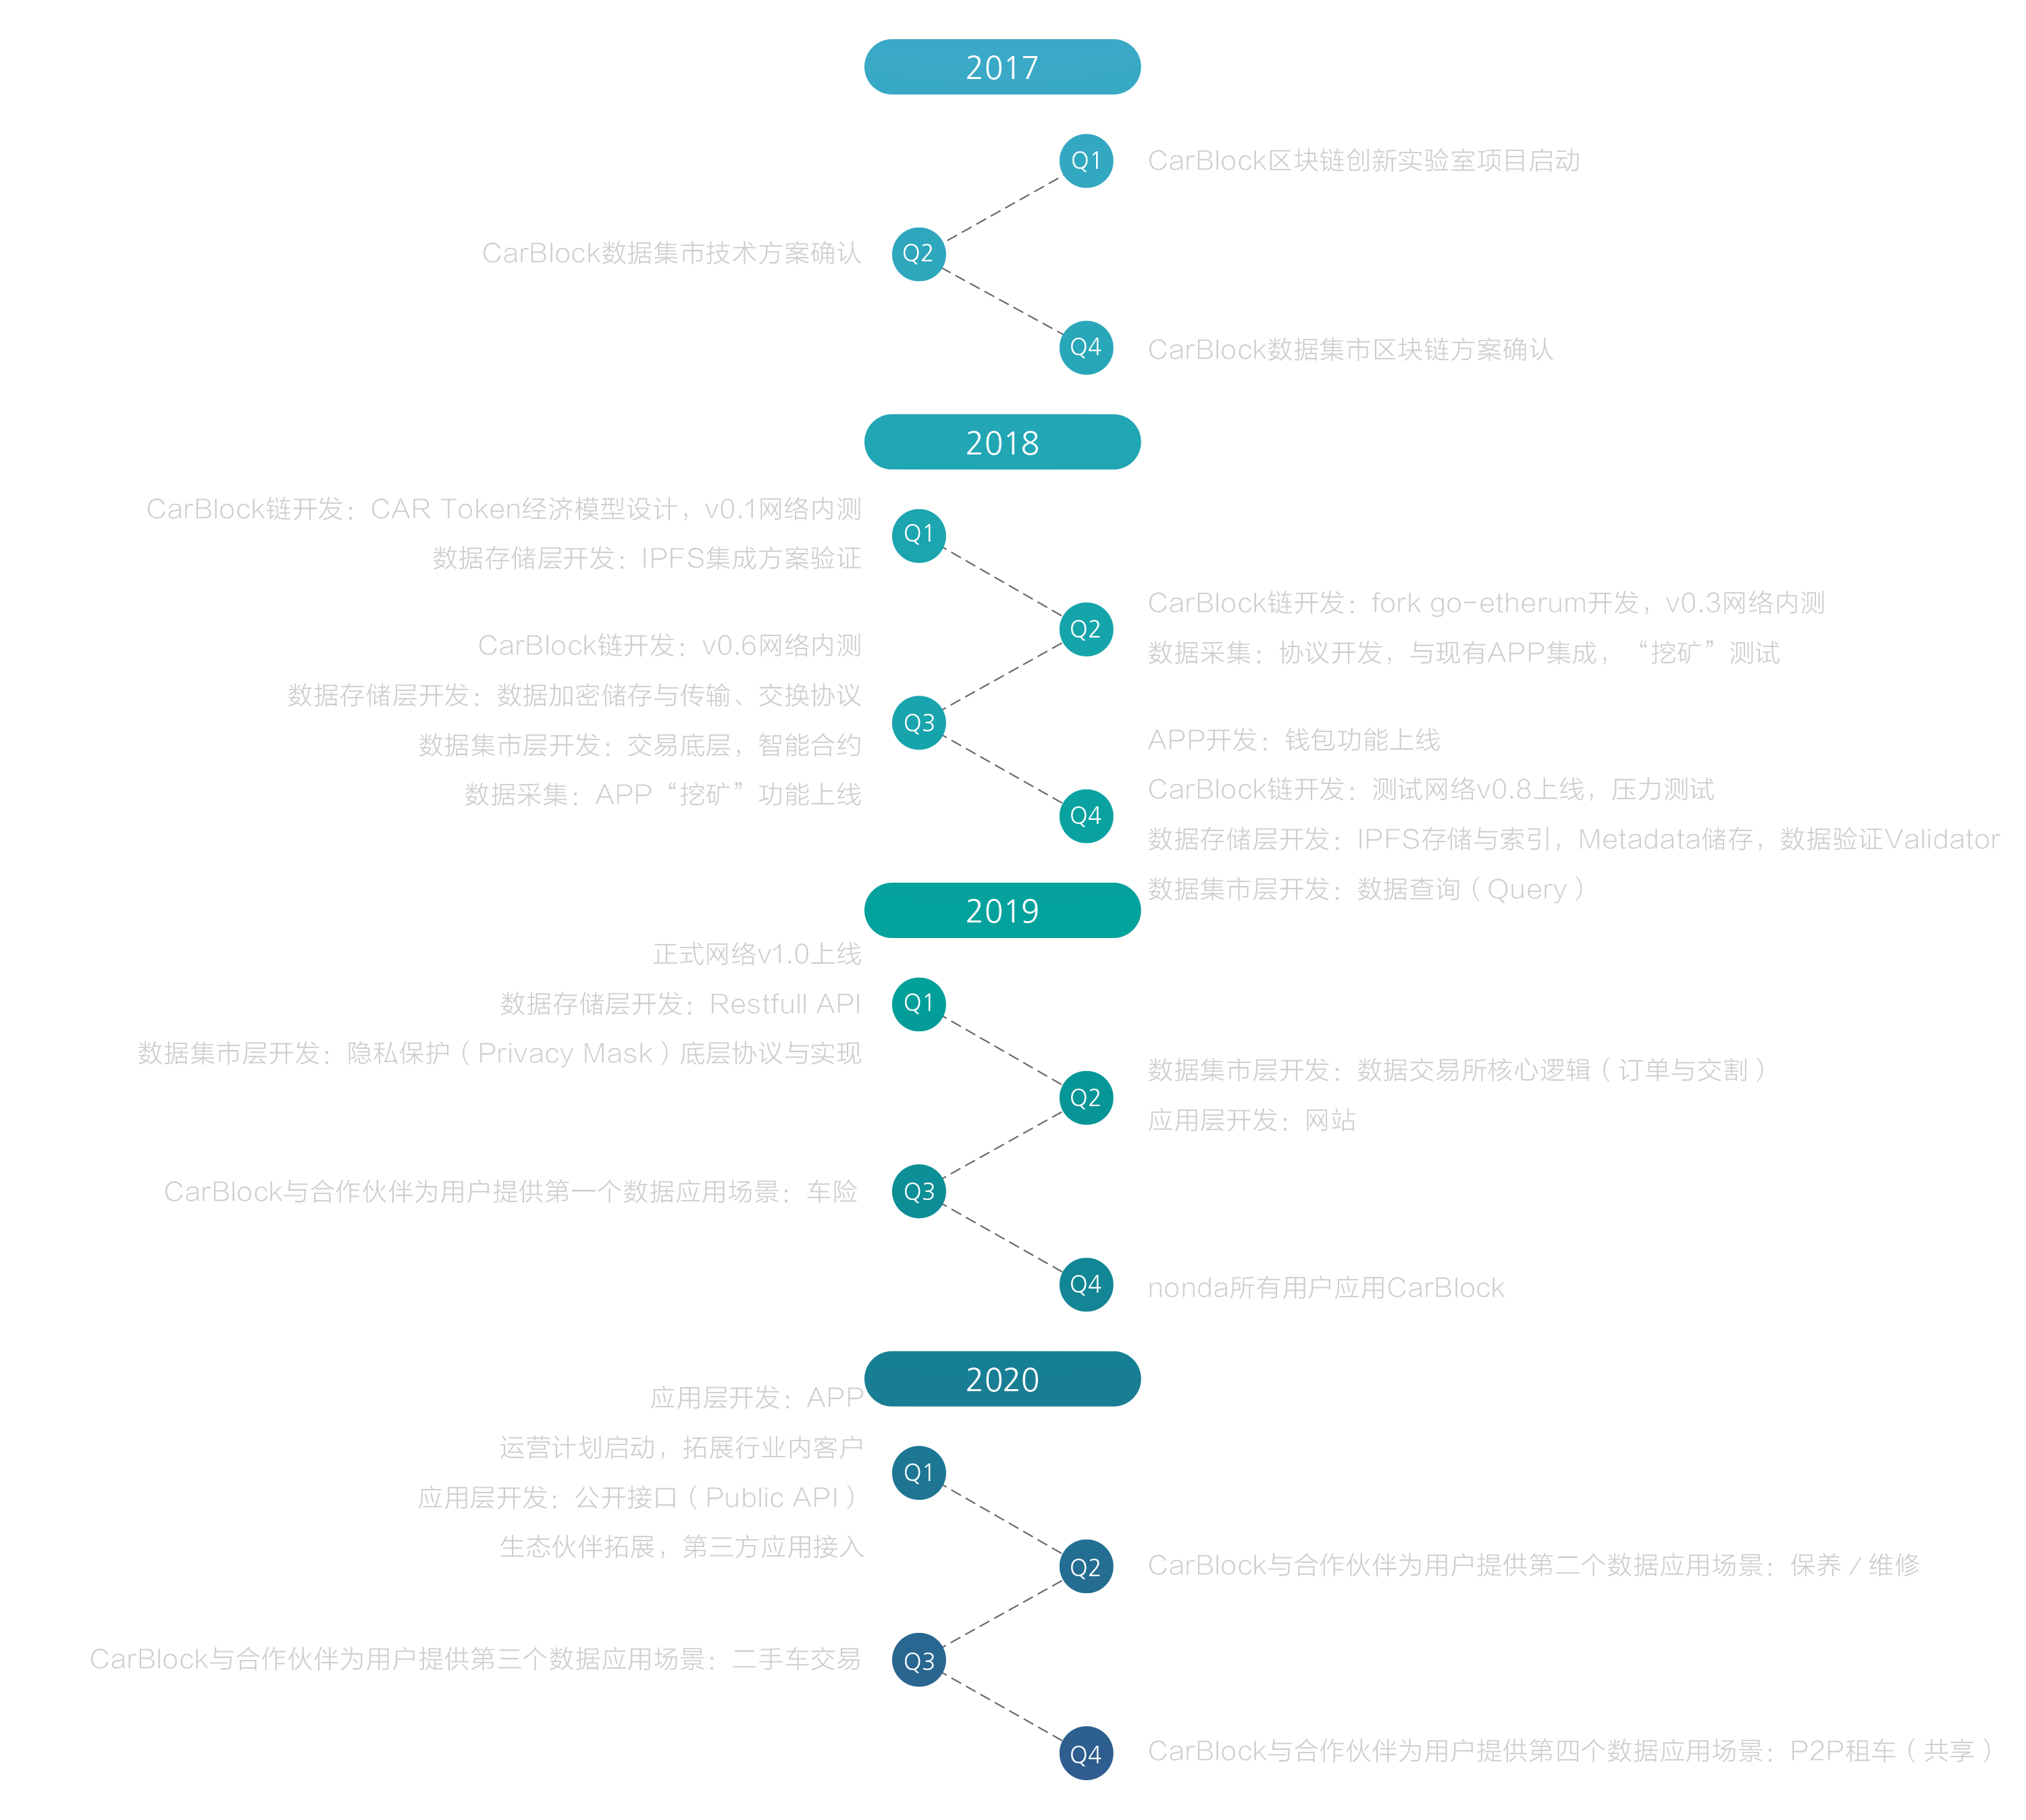 2017
Q1
CarBlock区块链创新实验室项目启动
CarBlock数据集市技术方案确认
Q2
Q4
CarBlock数据集市区块链方案确认
2018
CarBlock链开发：CAR Token经济模型设计，v0.1网络内测
数据存储层开发：IPFS集成方案验证
Q1
Q2
CarBlock链开发：fork go-etherum开发，v0.3网络内测
数据采集：协议开发，与现有APP集成，“挖矿”测试
CarBlock链开发：v0.6网络内测
数据存储层开发：数据加密储存与传输、交换协议
数据集市层开发：交易底层，智能合约
数据采集：APP“挖矿”功能上线
Q3
Q4
APP开发：钱包功能上线
CarBlock链开发：测试网络v0.8上线，压力测试
数据存储层开发：IPFS存储与索引，Metadata储存，数据验证Validator
数据集市层开发：数据查询（Query）
2019
正式网络v1.0上线
数据存储层开发：Restfull API
数据集市层开发：隐私保护（Privacy Mask）底层协议与实现
Q1
Q2
数据集市层开发：数据交易所核心逻辑（订单与交割）
应用层开发：网站
CarBlock与合作伙伴为用户提供第一个数据应用场景：车险
Q3
Q4
nonda所有用户应用CarBlock
2020
应用层开发：APP
运营计划启动，拓展行业内客户
应用层开发：公开接口（Public API）
生态伙伴拓展，第三方应用接入
Q1
Q2
CarBlock与合作伙伴为用户提供第二个数据应用场景：保养／维修
CarBlock与合作伙伴为用户提供第三个数据应用场景：二手车交易
Q3
Q4
CarBlock与合作伙伴为用户提供第四个数据应用场景：P2P租车（共享）